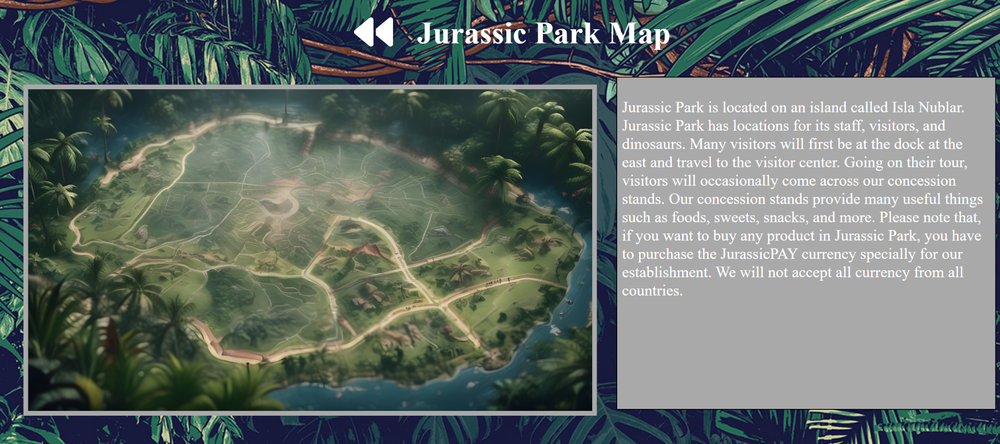 Jurassic Park Map
Jurassic Park is located on an island called Isla Nublar.
Jurassic Park has locations for its staff, visitors, and
dinosaurs. Many visitors will first be at the dock at the
east and travel to the visitor center. Going on their tour,
visitors will occasionally come across our concession
stands. Our concession stands provide many useful things
such as foods, sweets, snacks, and more. Please note that,
if you want to buy any product in Jurassic Park, you have
to purchase the JurassicPAY currency specially for our
establishment. We will not accept all currency from all
countries.